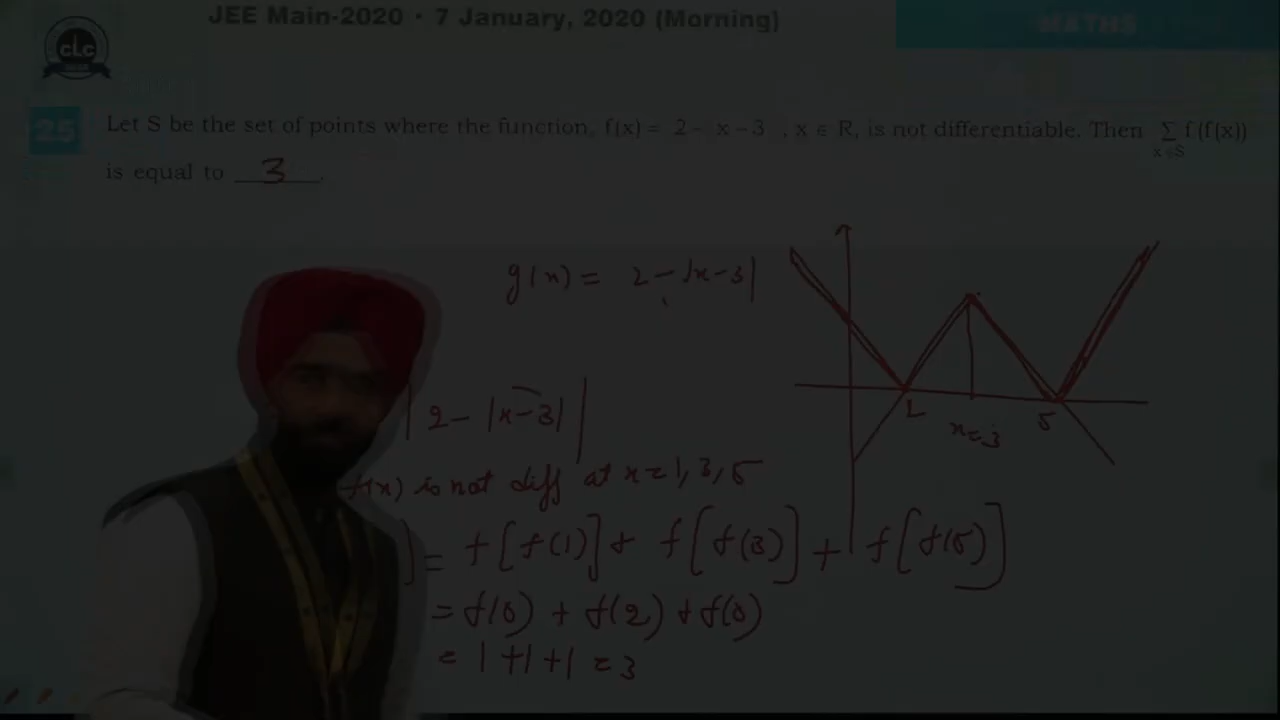 JEE Main-2020 • 7 January, 2020 (Morning)
MATHS
CLC
25
Let S be the set of points where the function, f(x) = 2 - x - 3 , x ∈ R, is not differentiable. Then Σ f(f(x))
x∈S
is equal to 3.
g(x) = 2 - |x-3|
|2 - |x-3||
1
x=3
5
f(x) is not diff at x = 1, 3, 5
) = f[f(1)] + f[f(3)] + f[f(5)]
= f(0) + f(2) + f(0)
= 1+1+1 = 3